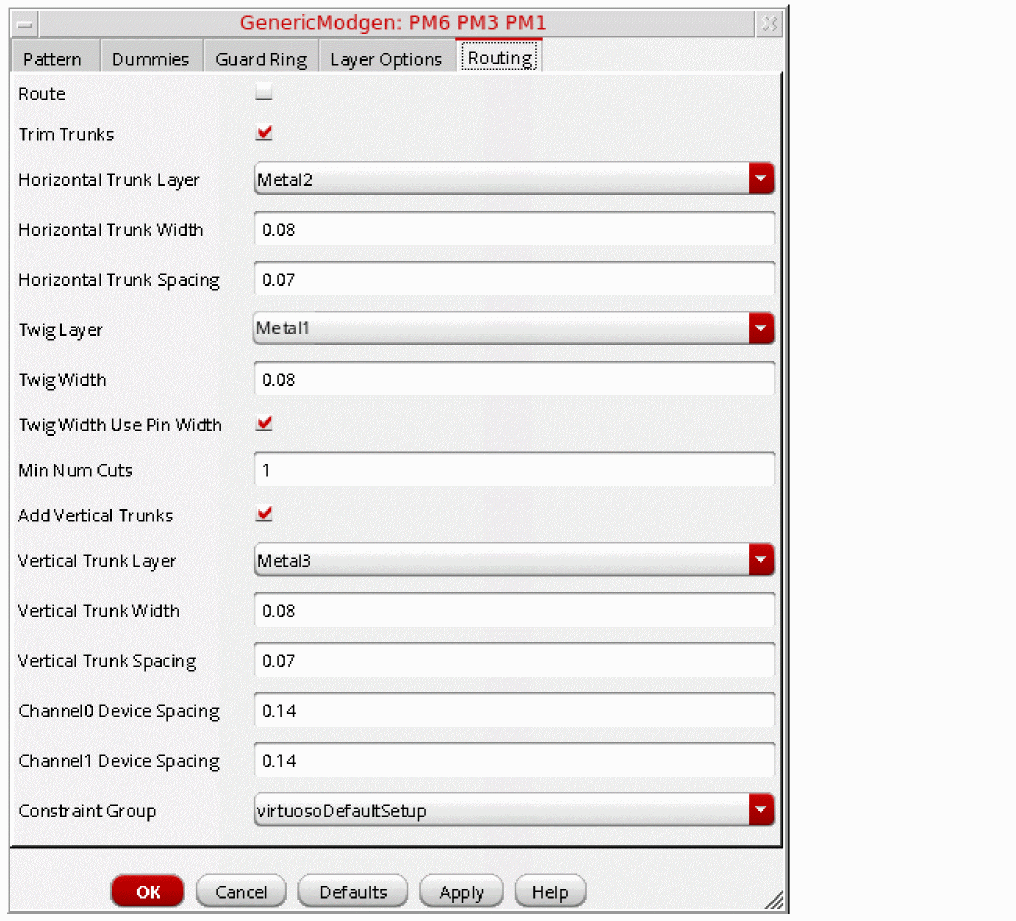 GenericModgen: PM6 PM3 PM1
Pattern Dummies Guard Ring Layer Options Routing
Route
Trim Trunks
Horizontal Trunk Layer Metal2
Horizontal Trunk Width 0.08
Horizontal Trunk Spacing 0.07
Twig Layer Metal1
Twig Width 0.08
Twig Width Use Pin Width
Min Num Cuts 1
Add Vertical Trunks
Vertical Trunk Layer Metal3
Vertical Trunk Width 0.08
Vertical Trunk Spacing 0.07
Channel0 Device Spacing 0.14
Channel1 Device Spacing 0.14
Constraint Group virtuosoDefaultSetup
OK Cancel Defaults Apply Help